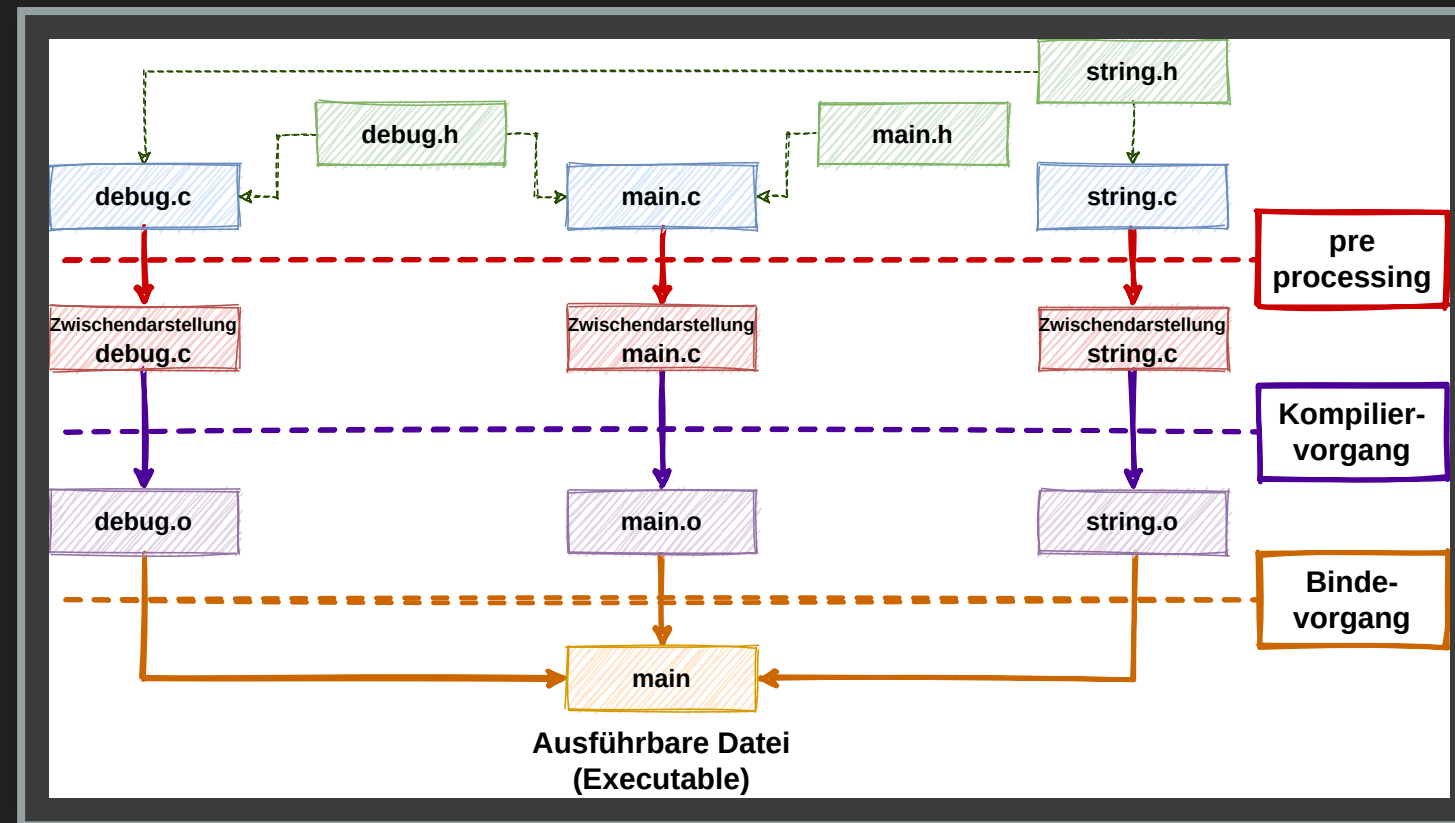 string.h
debug.h
main.h
debug.c
main.c
string.c
pre
processing
Zwischendarstellung
debug.c
Zwischendarstellung
main.c
Zwischendarstellung
string.c
Kompilier-
vorgang
debug.o
main.o
string.o
Binde-
vorgang
main
Ausführbare Datei
(Executable)